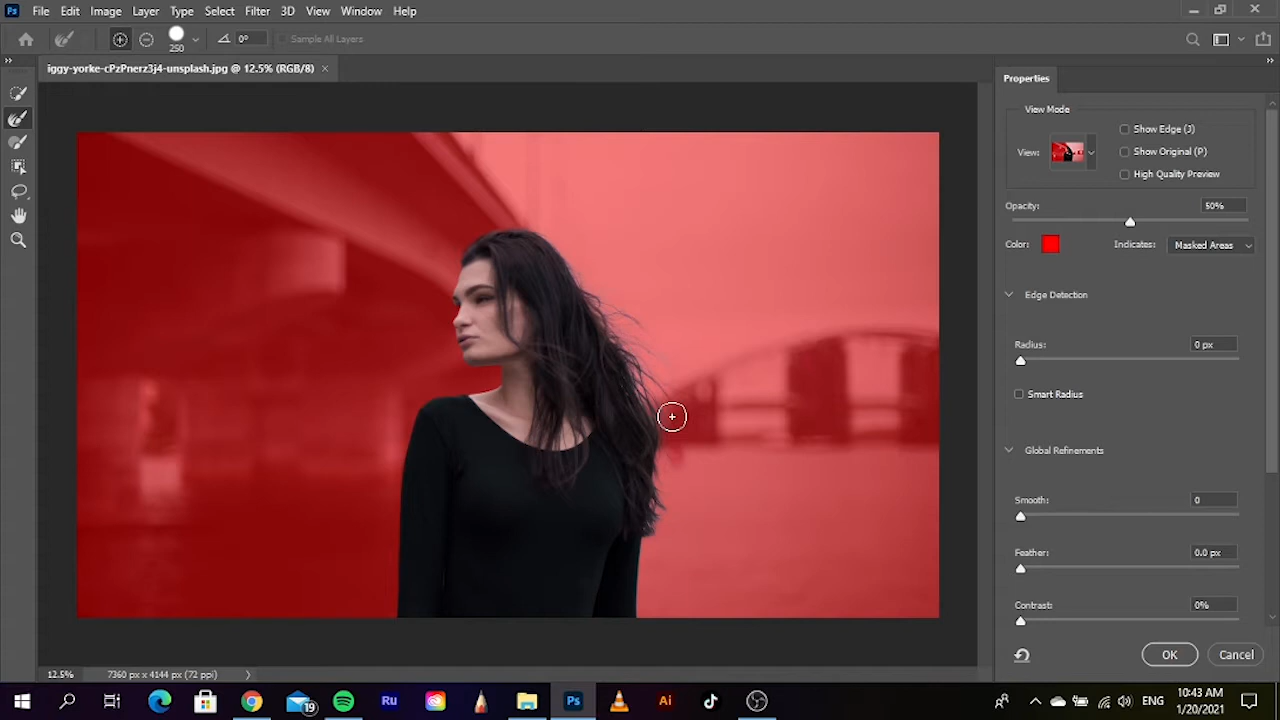 Ps File Edit Image Layer Type Select Filter 3D View Window Help
250 0° Sample All Layers
iggy-yorke-cPzPnerz3j4-unsplash.jpg @ 12.5% (RGB/8) ×
Properties
View Mode
Show Edge (J)
View:
Show Original (P)
High Quality Preview
Opacity: 50%
Color: Indicates: Masked Areas
Edge Detection
Radius: 0 px
Smart Radius
Global Refinements
Smooth: 0
Feather: 0.0 px
Contrast: 0%
OK Cancel
12.5% 7360 px x 4144 px (72 ppi)
19 Ru Ps Ai ENG 10:43 AM
1/20/2021